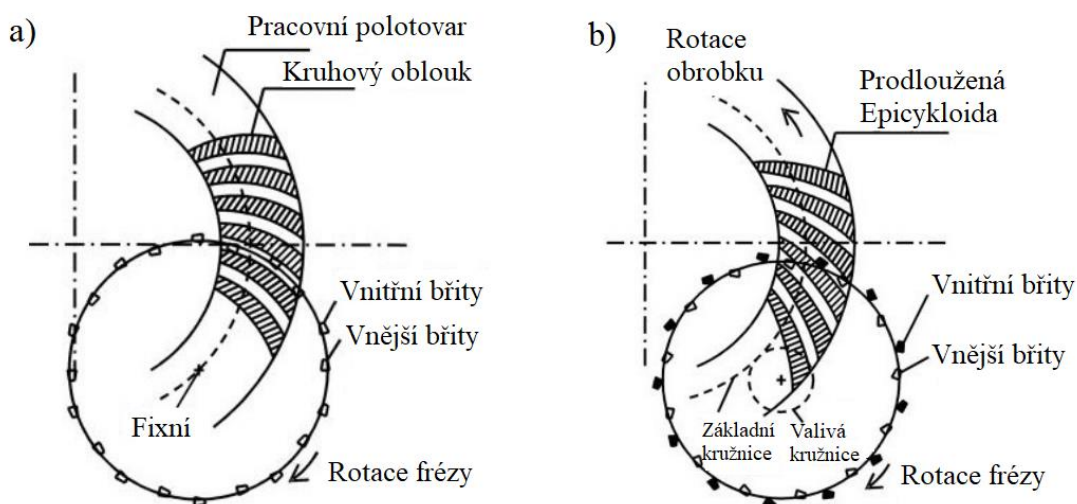 a)
Pracovní polotovar
Kruhový oblouk
Vnitřní břity
Vnější břity
Fixní
Rotace frézy
b)
Rotace
obrobku
Prodloužená
Epicykloida
Vnitřní břity
Vnější břity
Základní
kružnice
Valivá
kružnice
Rotace frézy